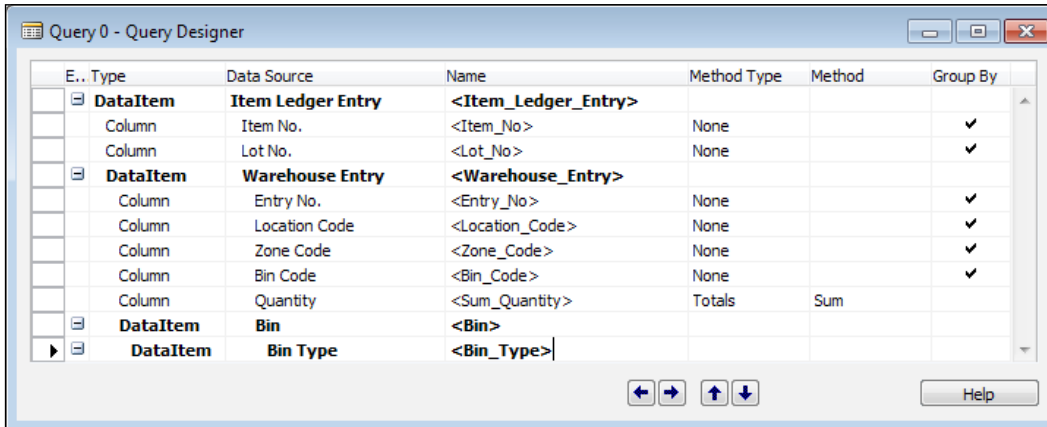 Query 0 - Query Designer
E.. Type Data Source Name Method Type Method Group By
DataItem Item Ledger Entry <Item_Ledger_Entry>
Column Item No. <Item_No> None
Column Lot No. <Lot_No> None
DataItem Warehouse Entry <Warehouse_Entry>
Column Entry No. <Entry_No> None
Column Location Code <Location_Code> None
Column Zone Code <Zone_Code> None
Column Bin Code <Bin_Code> None
Column Quantity <Sum_Quantity> Totals Sum
DataItem Bin <Bin>
DataItem Bin Type <Bin_Type>
Help